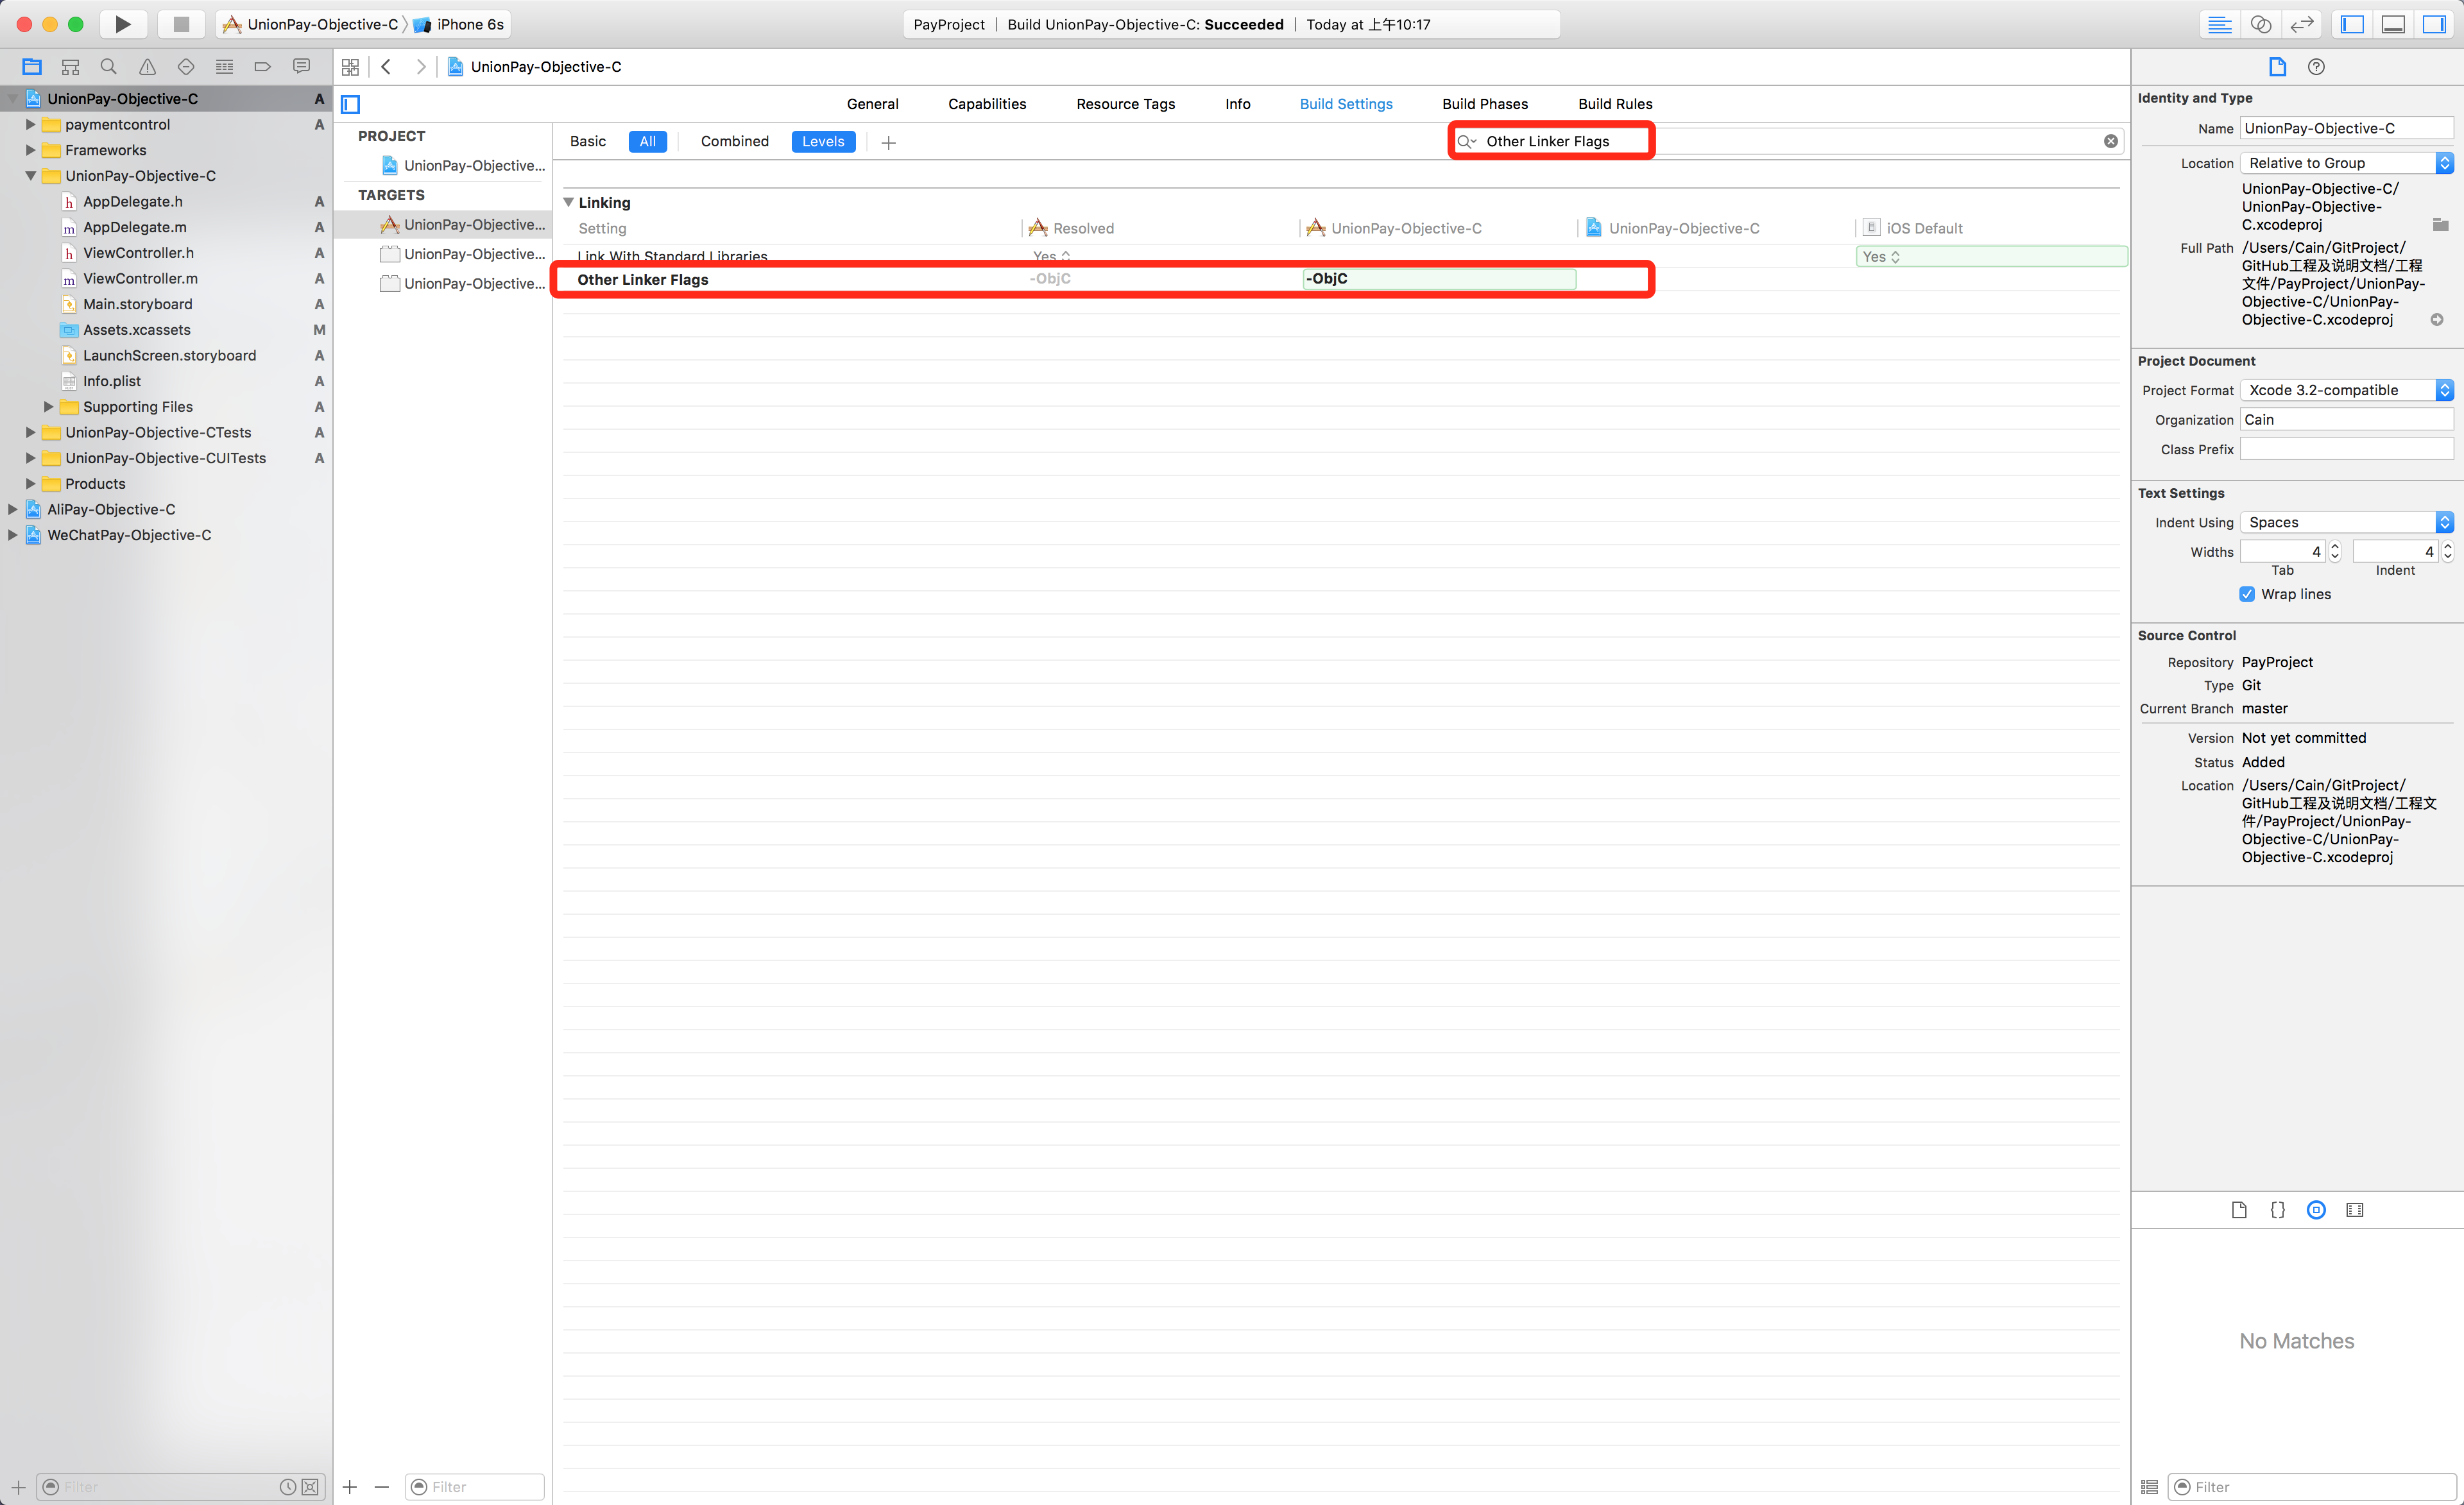 UnionPay-Objective-C 〉 iPhone 6s
PayProject | Build UnionPay-Objective-C: Succeeded | Today at 上午10:17
UnionPay-Objective-C
UnionPay-Objective-C A
paymentcontrol A
Frameworks
UnionPay-Objective-C
AppDelegate.h A
AppDelegate.m A
ViewController.h A
ViewController.m A
Main.storyboard A
Assets.xcassets M
LaunchScreen.storyboard A
Info.plist A
Supporting Files A
UnionPay-Objective-CTests A
UnionPay-Objective-CUITests A
Products
AliPay-Objective-C
WeChatPay-Objective-C
Filter
General Capabilities Resource Tags Info Build Settings Build Phases Build Rules
PROJECT
UnionPay-Objective...
TARGETS
UnionPay-Objective...
UnionPay-Objective...
UnionPay-Objective...
Filter
Basic All Combined Levels Other Linker Flags
Linking
Setting Resolved UnionPay-Objective-C UnionPay-Objective-C iOS Default
Link With Standard Libraries Yes Yes
Other Linker Flags -ObjC -ObjC
Identity and Type
Name UnionPay-Objective-C
Location Relative to Group
UnionPay-Objective-C/
UnionPay-Objective-
C.xcodeproj
Full Path /Users/Cain/GitProject/
GitHub工程及说明文档/工程
文件/PayProject/UnionPay-
Objective-C/UnionPay-
Objective-C.xcodeproj
Project Document
Project Format Xcode 3.2-compatible
Organization Cain
Class Prefix
Text Settings
Indent Using Spaces
Widths 4 4
Tab Indent
Wrap lines
Source Control
Repository PayProject
Type Git
Current Branch master
Version Not yet committed
Status Added
Location /Users/Cain/GitProject/
GitHub工程及说明文档/工程文
件/PayProject/UnionPay-
Objective-C/UnionPay-
Objective-C.xcodeproj
No Matches
Filter